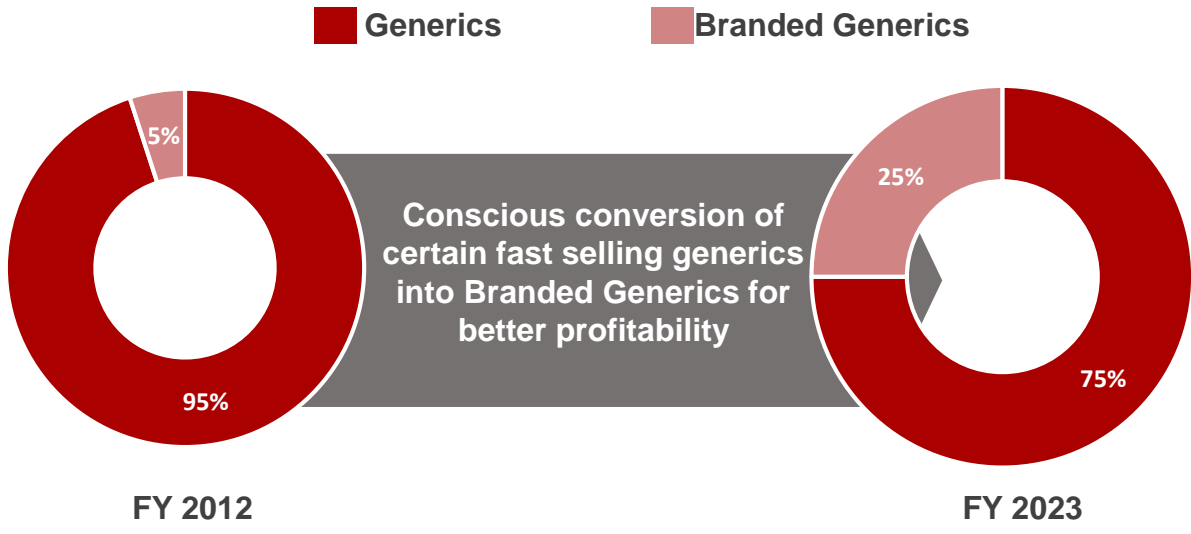 Generics
Branded Generics
5%
95%
Conscious conversion of
certain fast selling generics
into Branded Generics for
better profitability
25%
75%
FY 2012
FY 2023